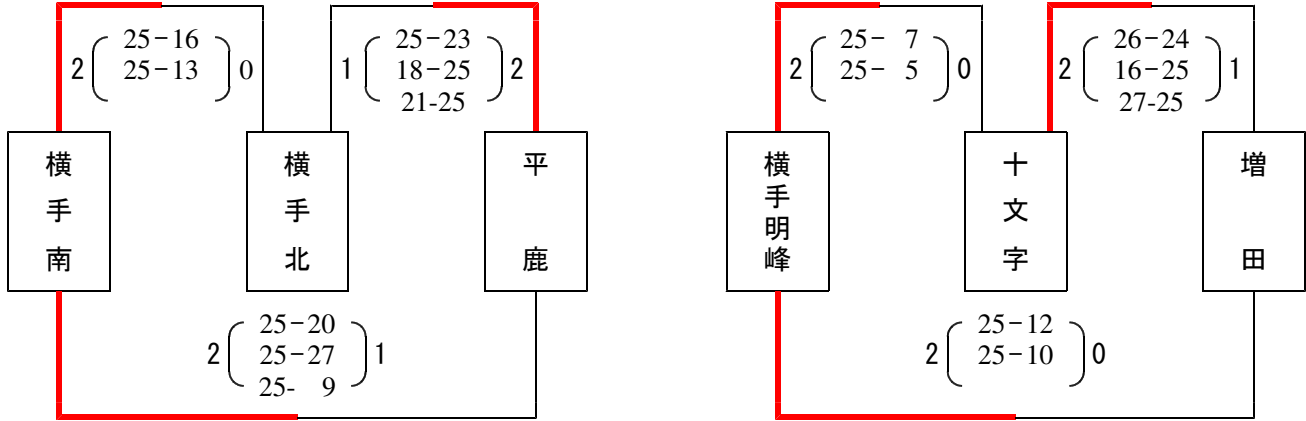 2 ( 25-16 25-13 ) 0
1 ( 25-23 18-25 21-25 ) 2
横手南
横手北
平鹿
2 ( 25-20 25-27 25- 9 ) 1
2 ( 25- 7 25- 5 ) 0
2 ( 26-24 16-25 27-25 ) 1
横手明峰
十文字
増田
2 ( 25-12 25-10 ) 0